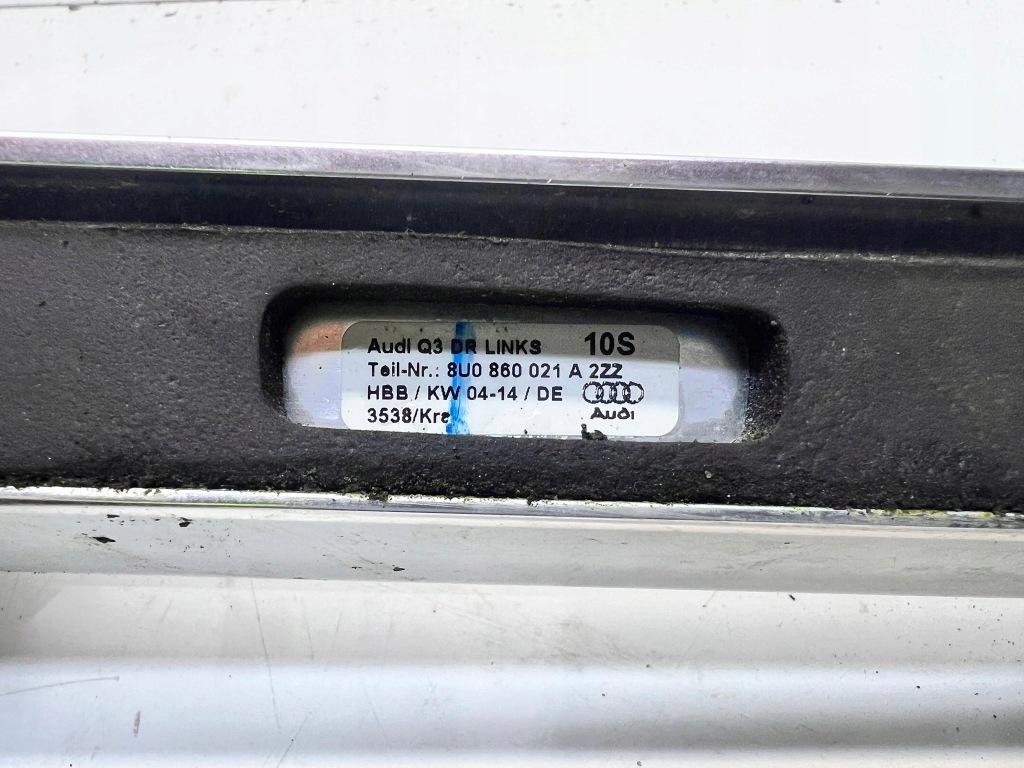 Audi Q3 DR LINKS 10S
Teil-Nr.: 8U0 860 021 A 2ZZ
HBB / KW 04-14 / DE
3538/Kre
Audi